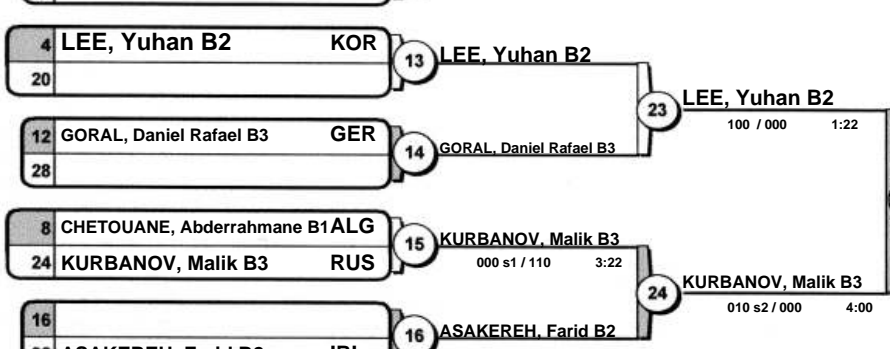 4 LEE, Yuhan B2 KOR
20
13 LEE, Yuhan B2
12 GORAL, Daniel Rafael B3 GER
28
14 GORAL, Daniel Rafael B3
23 LEE, Yuhan B2
100 / 000 1:22
8 CHETOUANE, Abderrahmane B1 ALG
24 KURBANOV, Malik B3 RUS
15 KURBANOV, Malik B3
000 s1 / 110 3:22
16
16 ASAKEREH, Farid B2
24 KURBANOV, Malik B3
010 s2 / 000 4:00
ASAKEREH, Farid B2